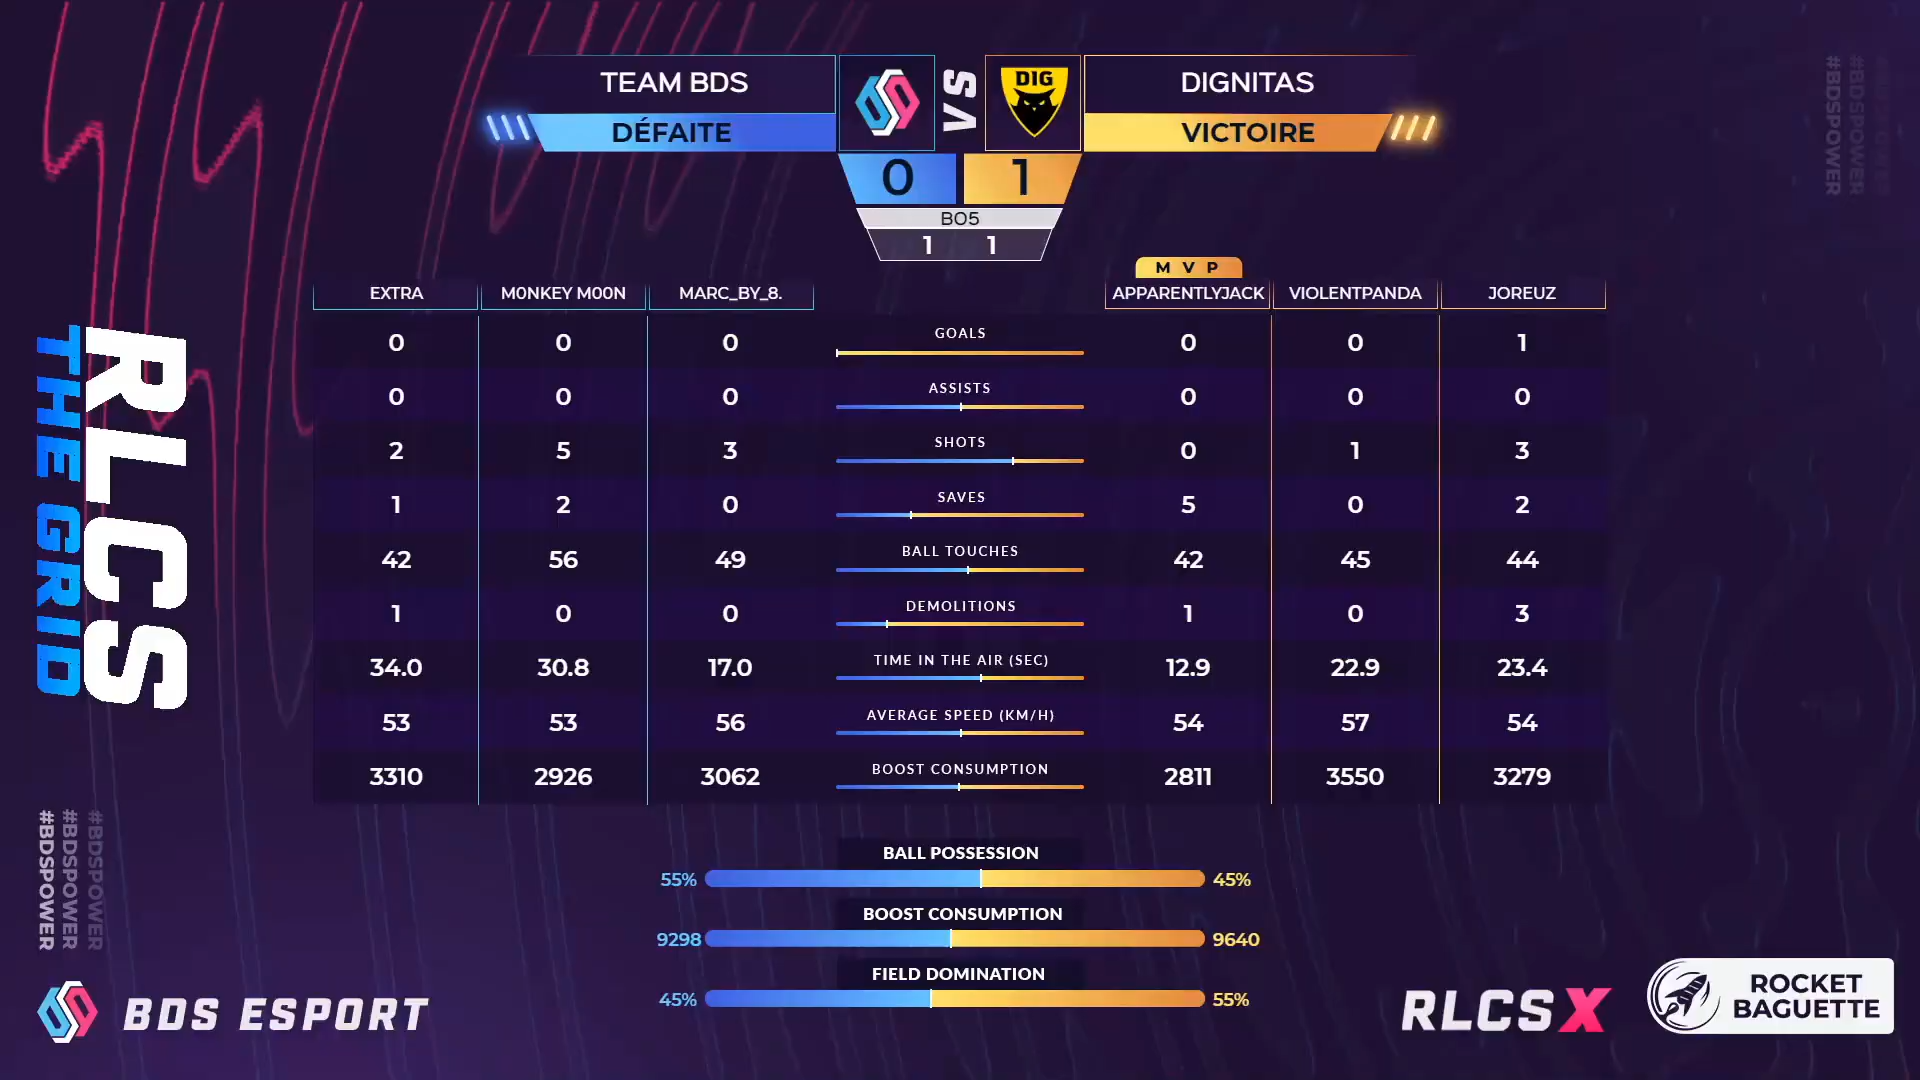 TEAM BDS
DÉFAITE
VS
DIG
DIGNITAS
VICTOIRE
0 1
BO5
1 1
MVP
EXTRA M0NKEY M00N MARC_BY_8. APPARENTLYJACK VIOLENTPANDA JOREUZ
0 0 0 GOALS 0 0 1
0 0 0 ASSISTS 0 0 0
2 5 3 SHOTS 0 1 3
1 2 0 SAVES 5 0 2
42 56 49 BALL TOUCHES 42 45 44
1 0 0 DEMOLITIONS 1 0 3
34.0 30.8 17.0 TIME IN THE AIR (SEC) 12.9 22.9 23.4
53 53 56 AVERAGE SPEED (KM/H) 54 57 54
3310 2926 3062 BOOST CONSUMPTION 2811 3550 3279
BALL POSSESSION
55% 45%
BOOST CONSUMPTION
9298 9640
FIELD DOMINATION
45% 55%
RLCS
THE GRID
#BDSPOWER
#BDSPOWER
#BDSPOWER
#BDSPOWER
#BDSPOWER
#BDSPOWER
BDS ESPORT
RLCS X
ROCKET
BAGUETTE